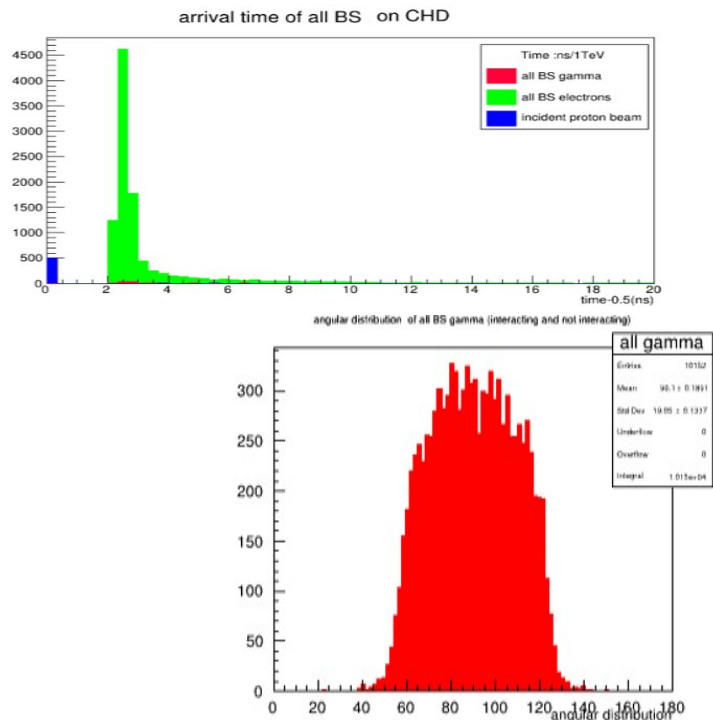 arrival time of all BS on CHD
4500
4000
3500
3000
2500
2000
1500
1000
500
0
Time :ns/1TeV
all BS gamma
all BS electrons
incident proton beam
0 2 4 6 8 10 12 14 16 18 20
time-0.5(ns)
angular distribution of all BS gamma (interacting and not interacting)
all gamma
Entries
Mean
Std Dev
Underflow 0
Overflow 0
Integral
300
250
200
150
100
50
0
0 20 40 60 80 100 120 140 160 180
angular distribution